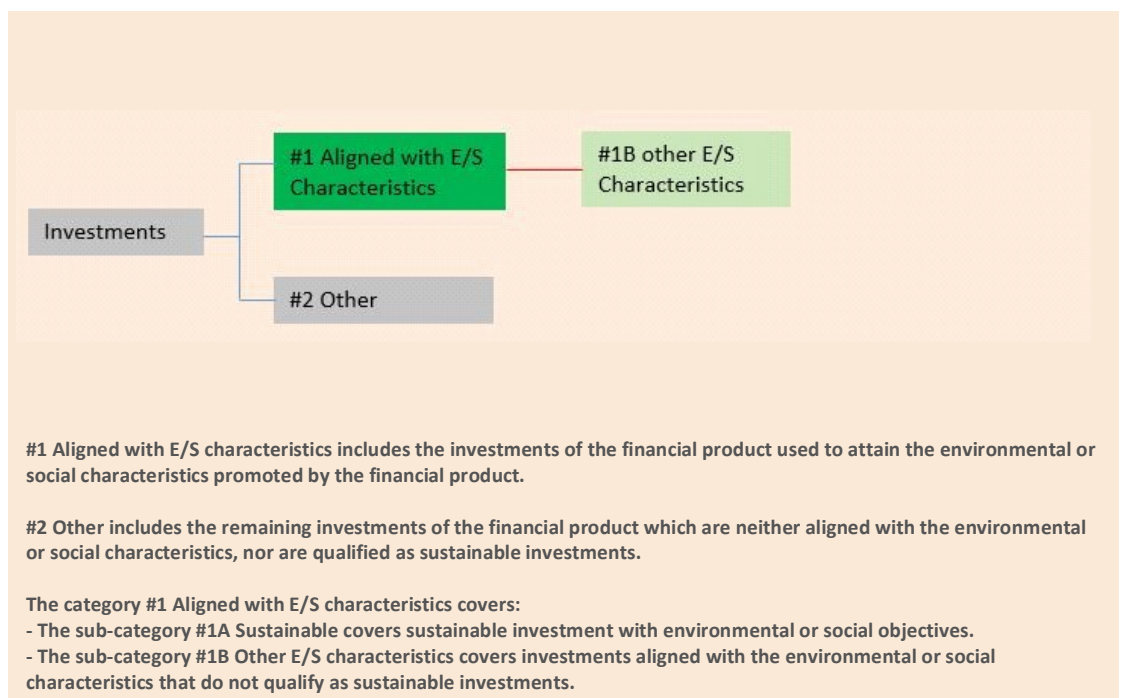 #1 Aligned with E/S
Characteristics
#1B other E/S
Characteristics
Investments
#2 Other
#1 Aligned with E/S characteristics includes the investments of the financial product used to attain the environmental or
social characteristics promoted by the financial product.
#2 Other includes the remaining investments of the financial product which are neither aligned with the environmental
or social characteristics, nor are qualified as sustainable investments.
The category #1 Aligned with E/S characteristics covers:
- The sub-category #1A Sustainable covers sustainable investment with environmental or social objectives.
- The sub-category #1B Other E/S characteristics covers investments aligned with the environmental or social
characteristics that do not qualify as sustainable investments.